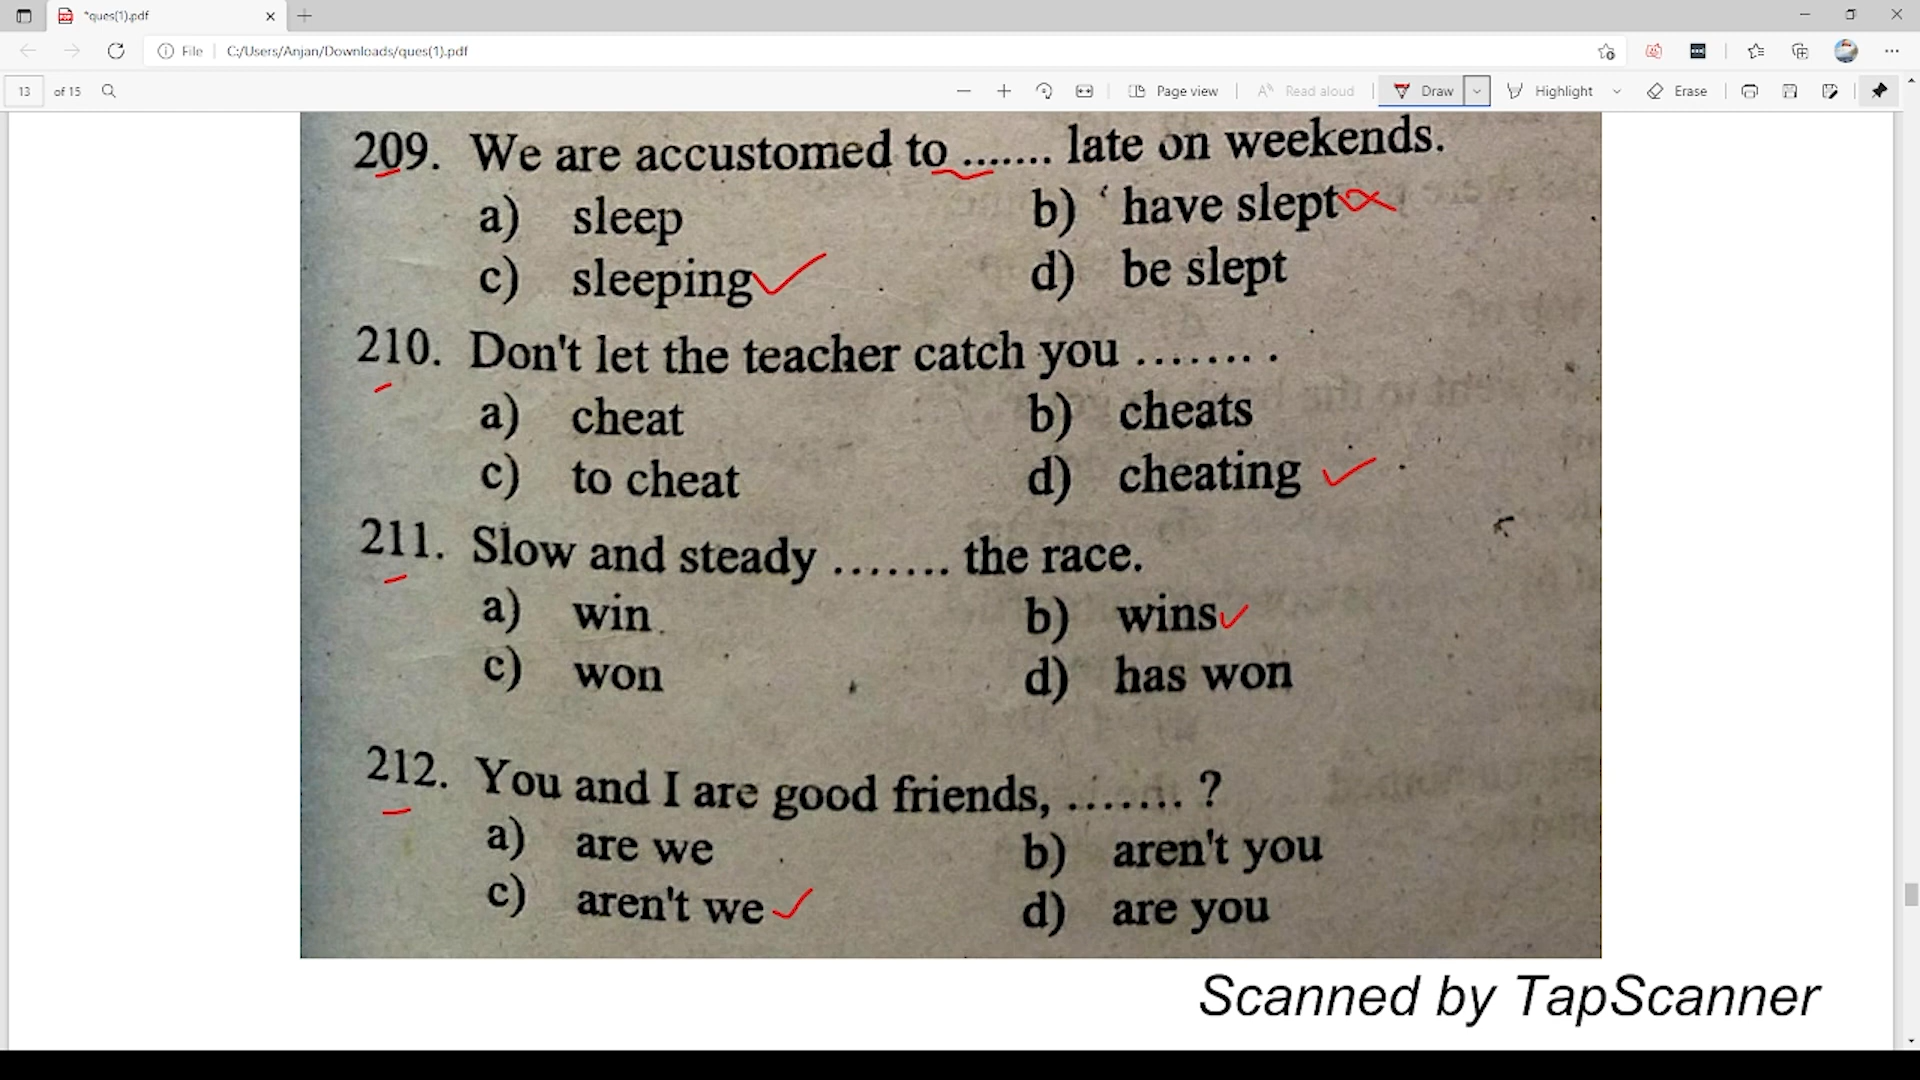 *ques(1).pdf
File C:/Users/Anjan/Downloads/ques(1).pdf
13 of 15 Page view Read aloud Draw Highlight Erase
209. We are accustomed to ....... late on weekends.
a) sleep b) ‘ have slept
c) sleeping d) be slept
210. Don't let the teacher catch you ........ .
a) cheat b) cheats
c) to cheat d) cheating
211. Slow and steady ....... the race.
a) win b) wins
c) won d) has won
212. You and I are good friends, ....... ?
a) are we b) aren't you
c) aren't we d) are you
Scanned by TapScanner